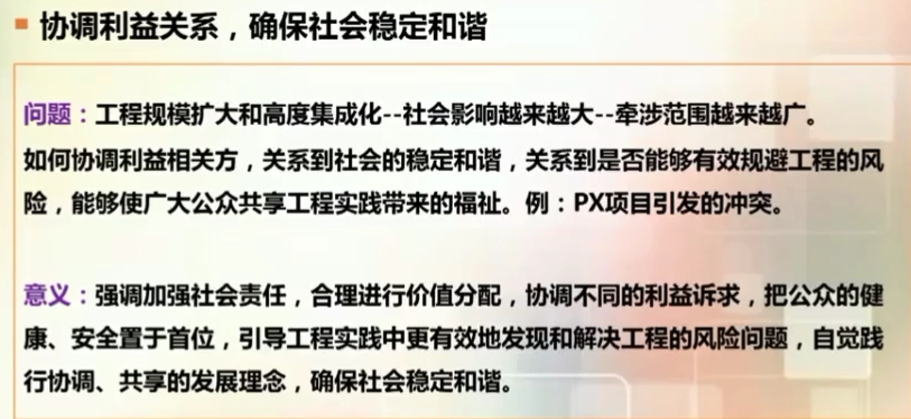 协调利益关系，确保社会稳定和谐
问题：工程规模扩大和高度集成化--社会影响越来越大--牵涉范围越来越广。
如何协调利益相关方，关系到社会的稳定和谐，关系到是否能够有效规避工程的风
险，能够使广大公众共享工程实践带来的福祉。例：PX项目引发的冲突。
意义：强调加强社会责任，合理进行价值分配，协调不同的利益诉求，把公众的健
康、安全置于首位，引导工程实践中更有效地发现和解决工程的风险问题，自觉践
行协调、共享的发展理念，确保社会稳定和谐。